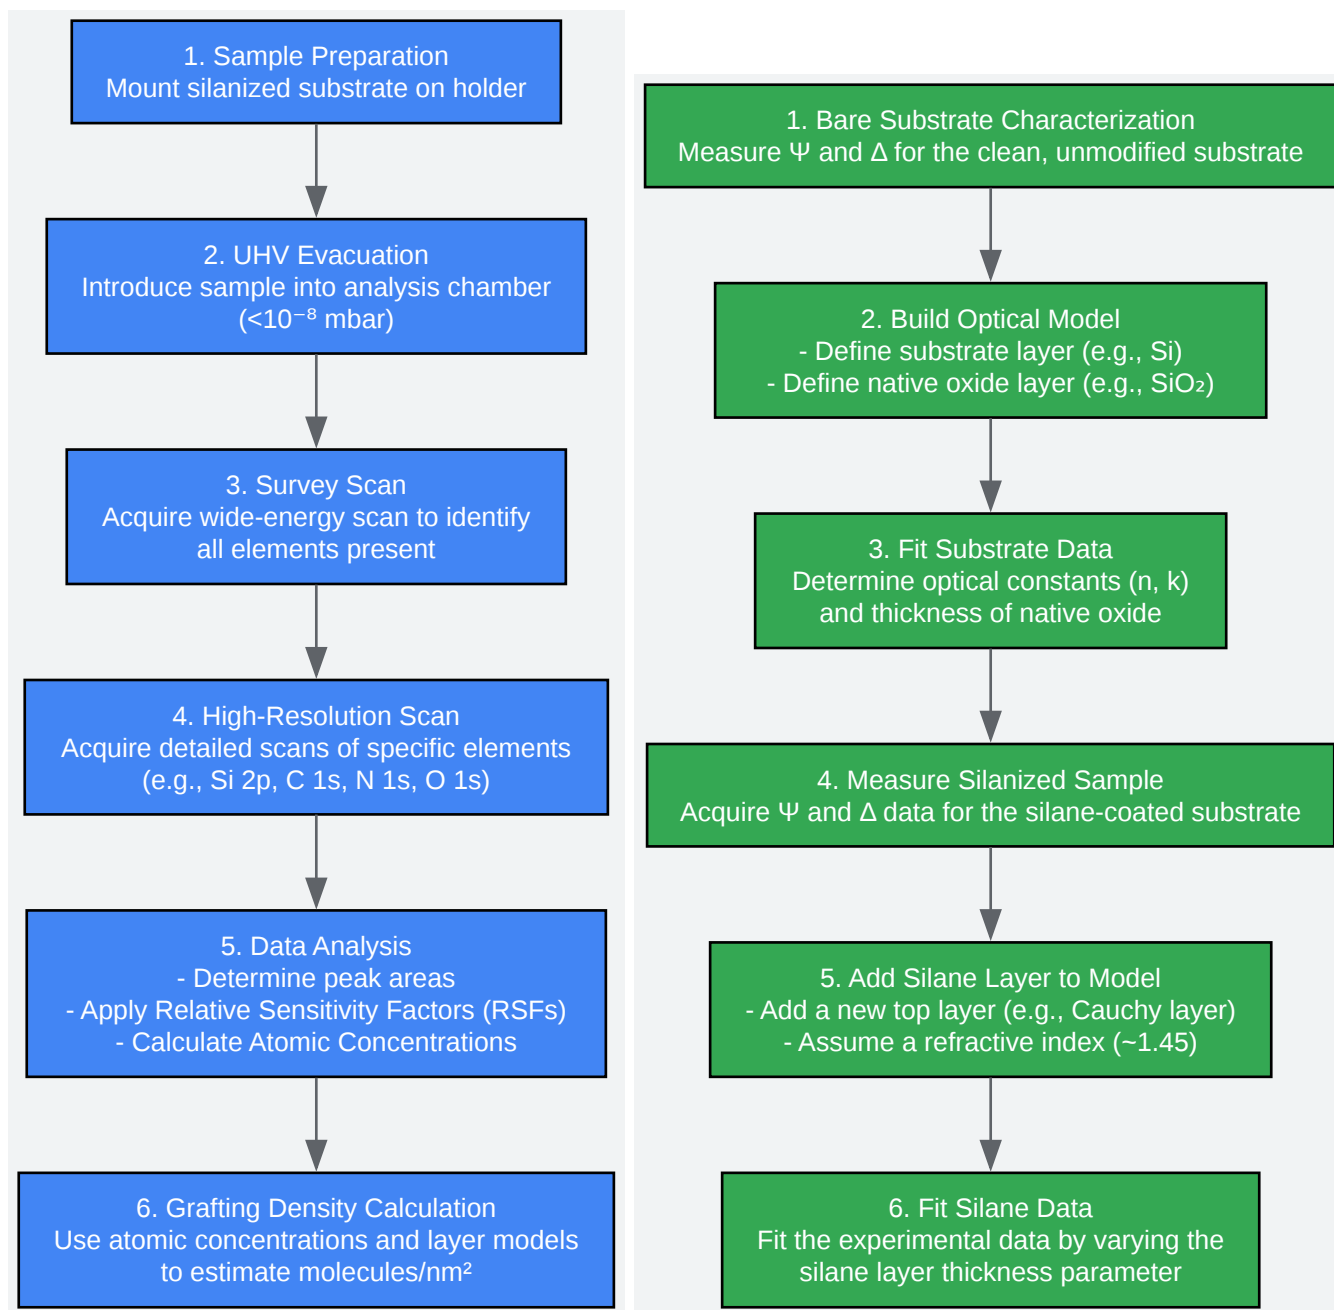 1. Sample Preparation
Mount silanized substrate on holder
2. UHV Evacuation
Introduce sample into analysis chamber
(<10⁻⁸ mbar)
3. Survey Scan
Acquire wide-energy scan to identify
all elements present
4. High-Resolution Scan
Acquire detailed scans of specific elements
(e.g., Si 2p, C 1s, N 1s, O 1s)
5. Data Analysis
- Determine peak areas
- Apply Relative Sensitivity Factors (RSFs)
- Calculate Atomic Concentrations
6. Grafting Density Calculation
Use atomic concentrations and layer models
to estimate molecules/nm²
1. Bare Substrate Characterization
Measure Ψ and Δ for the clean, unmodified substrate
2. Build Optical Model
- Define substrate layer (e.g., Si)
- Define native oxide layer (e.g., SiO₂)
3. Fit Substrate Data
Determine optical constants (n, k)
and thickness of native oxide
4. Measure Silanized Sample
Acquire Ψ and Δ data for the silane-coated substrate
5. Add Silane Layer to Model
- Add a new top layer (e.g., Cauchy layer)
- Assume a refractive index (~1.45)
6. Fit Silane Data
Fit the experimental data by varying the
silane layer thickness parameter